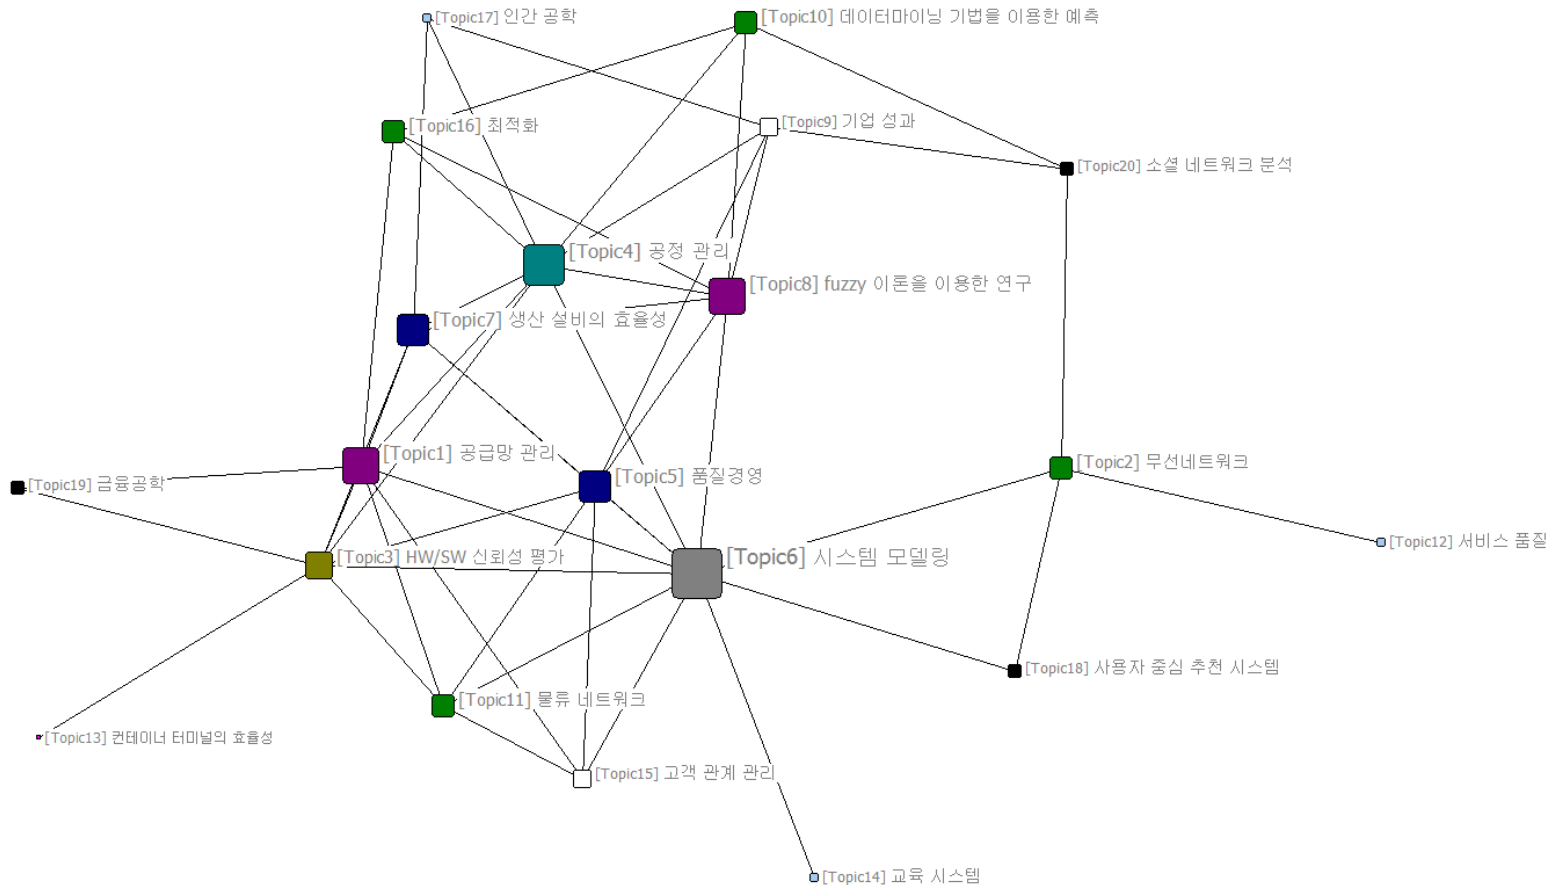 [Topic17] 인간 공학
[Topic10] 데이터마이닝 기법을 이용한 예측
[Topic16] 최적화
[Topic9] 기업 성과
[Topic20] 소셜 네트워크 분석
[Topic4] 공정 관리
[Topic8] fuzzy 이론을 이용한 연구
[Topic7] 생산 설비의 효율성
[Topic1] 공급망 관리
[Topic5] 품질경영
[Topic2] 무선네트워크
[Topic19] 금융공학
[Topic12] 서비스 품질
[Topic3] HW/SW 신뢰성 평가
[Topic6] 시스템 모델링
[Topic18] 사용자 중심 추천 시스템
[Topic11] 물류 네트워크
[Topic13] 컨테이너 터미널의 효율성
[Topic15] 고객 관계 관리
[Topic14] 교육 시스템